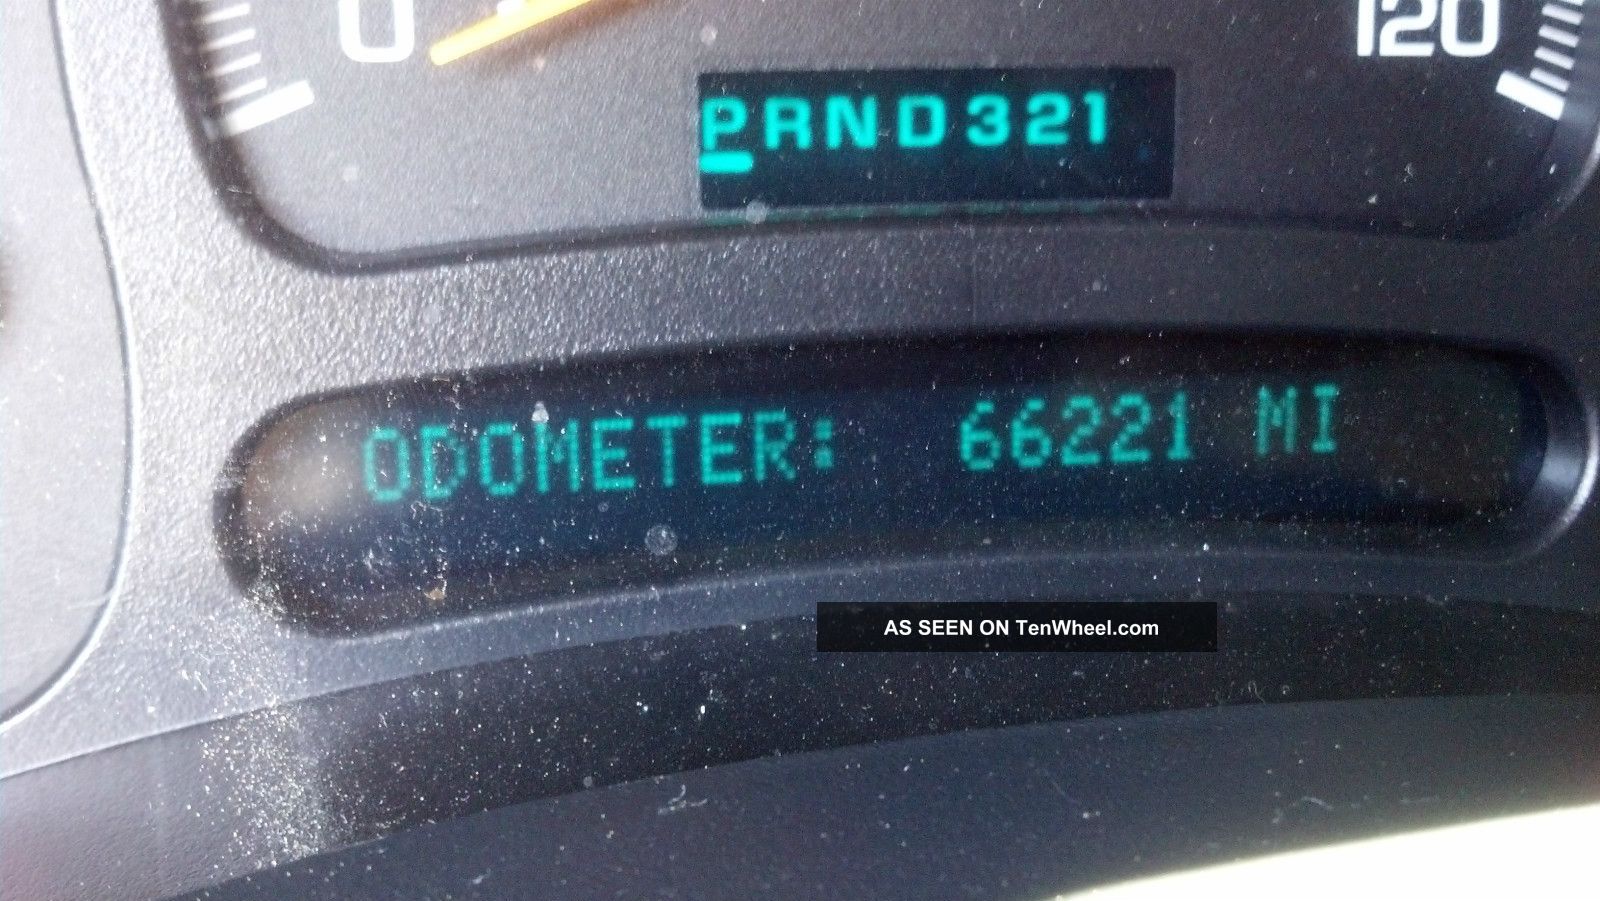 0
120
PRND321
ODOMETER: 66221 MI
AS SEEN ON TenWheel.com